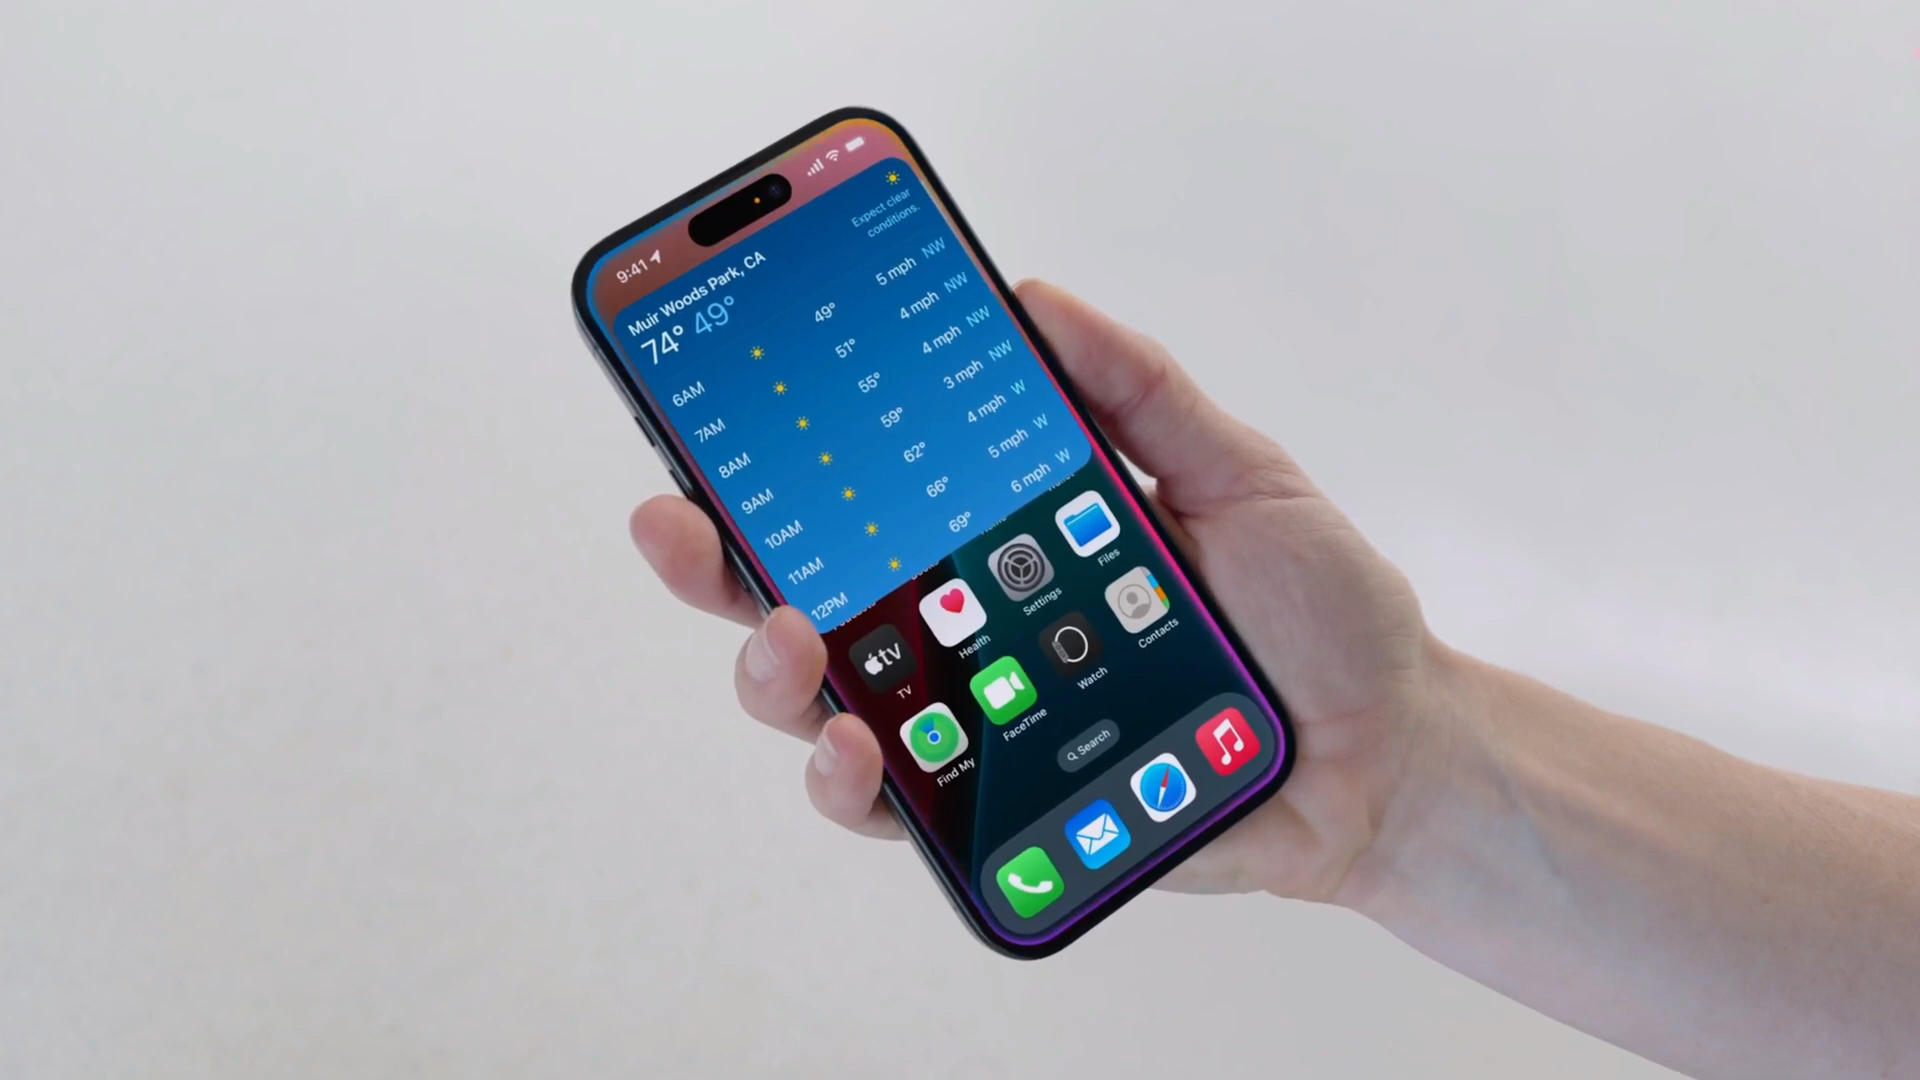 9:41
Muir Woods Park, CA
74° 49°
Expect clear
conditions.
6AM 49° 5 mph NW
7AM 51° 4 mph NW
8AM 55° 4 mph NW
9AM 59° 3 mph NW
10AM 62° 4 mph W
11AM 66° 5 mph W
12PM 69° 6 mph W
tv
TV
Health
Settings
Files
Find My
FaceTime
Watch
Contacts
Search